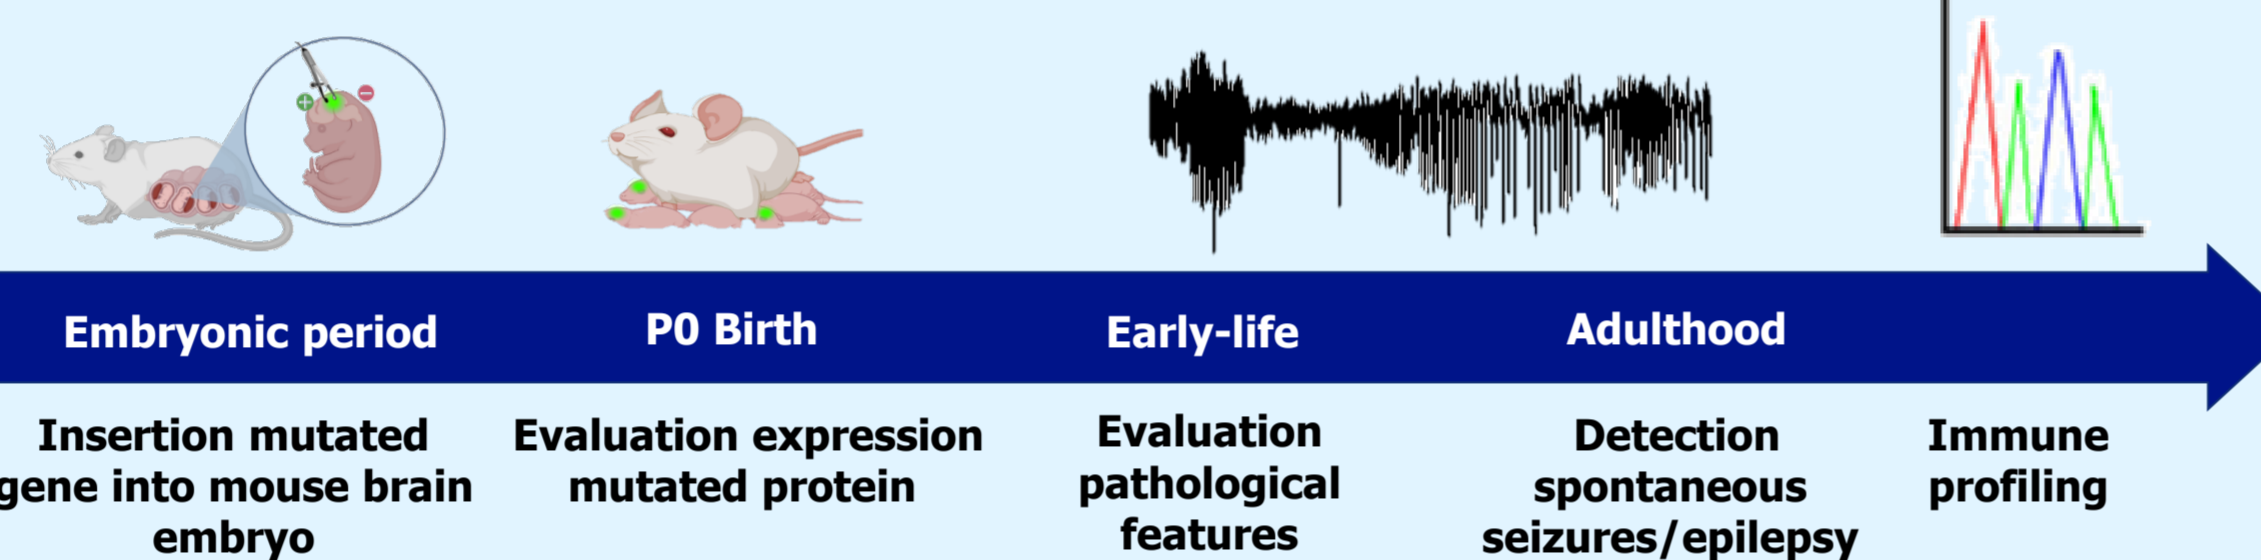 Embryonic period
P0 Birth
Early-life
Adulthood
Insertion mutated
gene into mouse brain
embryo
Evaluation expression
mutated protein
Evaluation
pathological
features
Detection
spontaneous
seizures/epilepsy
Immune
profiling